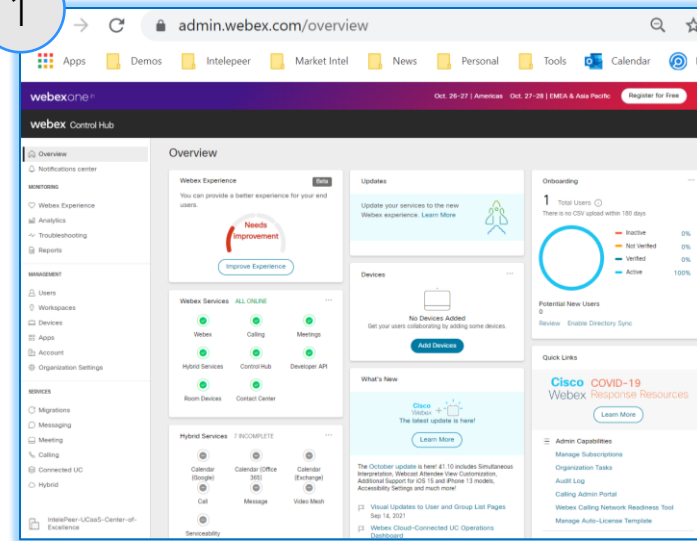 1
admin.webex.com/overview
Apps Demos Intelepeer Market Intel News Personal Tools Calendar
webexone
Oct. 26-27 | Americas Oct. 27-28 | EMEA & Asia Pacific Register for Free
webex Control Hub
Overview
Notifications center
MONITORING
Webex Experience
Analytics
Troubleshooting
Reports
MANAGEMENT
Users
Workspaces
Devices
Apps
Account
Organization Settings
SERVICES
Migrations
Messaging
Meeting
Calling
Connected UC
Hybrid
IntelePeer-UCaaS-Center-of-
Excellence
Overview
Webex Experience Beta
You can provide a better experience for your end
users.
Needs
Improvement
Improve Experience
Webex Services ALL ONLINE
Webex Calling Meetings
Hybrid Services Control Hub Developer API
Room Devices Contact Center
Hybrid Services 7 INCOMPLETE
Calendar Calendar (Office Calendar
(Google) 365) (Exchange)
Call Message Video Mesh
Serviceability
Updates
Update your services to the new
Webex experience. Learn More
Devices
No Devices Added
Get your users collaborating by adding some devices.
Add Devices
What's New
Cisco
Webex +
The latest update is here!
Learn More
The October update is here! 41.10 includes Simultaneous
Interpretation, Webcast Attendee View Customization,
Additional Support for iOS 15 and iPhone 13 models,
Accessibility Settings and much more!
Visual Updates to User and Group List Pages
Sep 14, 2021
Webex Cloud-Connected UC Operations
Dashboard
Onboarding
1 Total Users
There is no CSV upload within 180 days
Inactive 0%
Not Verified 0%
Verified 0%
Active 100%
Potential New Users
0
Review Enable Directory Sync
Quick Links
Cisco COVID-19
Webex Response Resources
Learn More
Admin Capabilities
Manage Subscriptions
Organization Tasks
Audit Log
Calling Admin Portal
Webex Calling Network Readiness Tool
Manage Auto-License Template